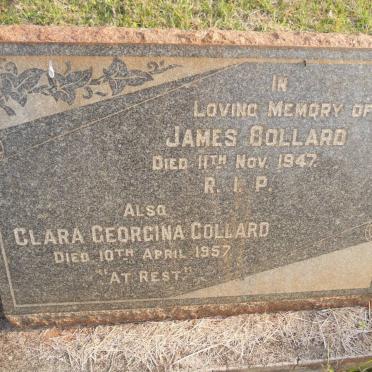 IN
LOVING MEMORY OF
JAMES COLLARD
DIED 11TH NOV. 1947.
R. I. P.
ALSO
CLARA GEORGINA COLLARD
DIED 10TH APRIL 1957
"AT REST"